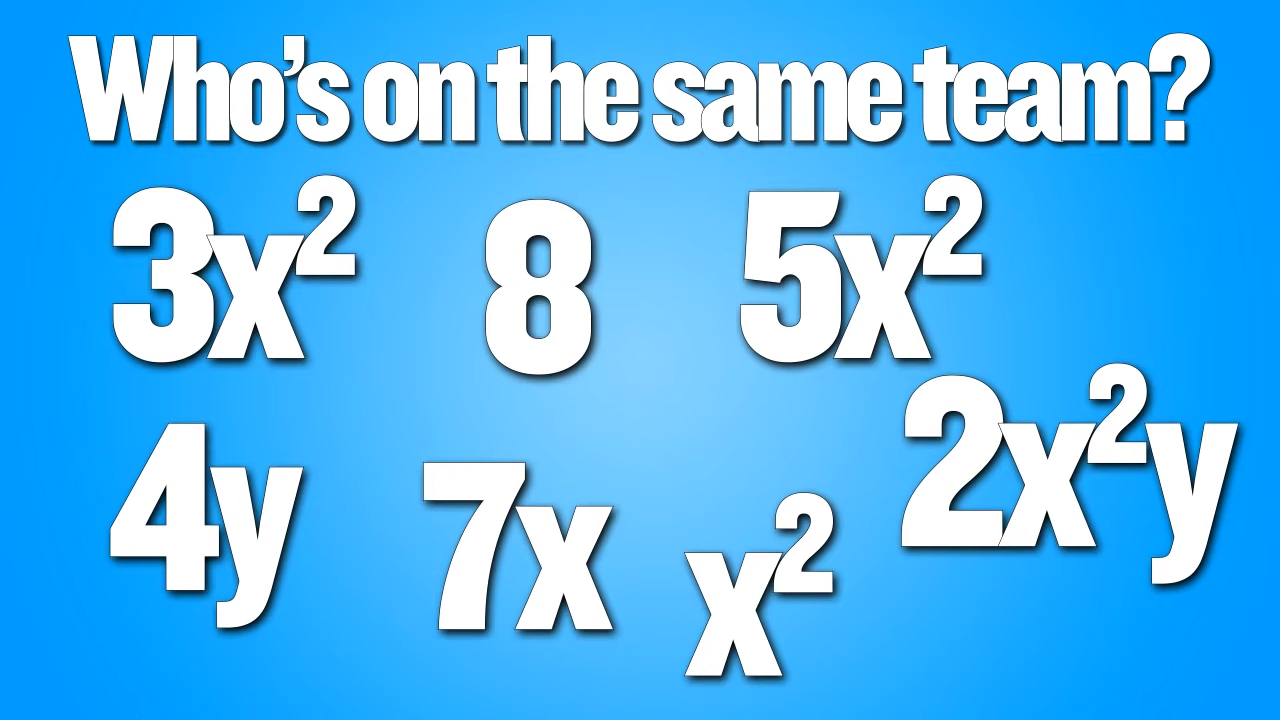 Who's on the same team?
3x² 8 5x²
2x²y
4y 7x x²